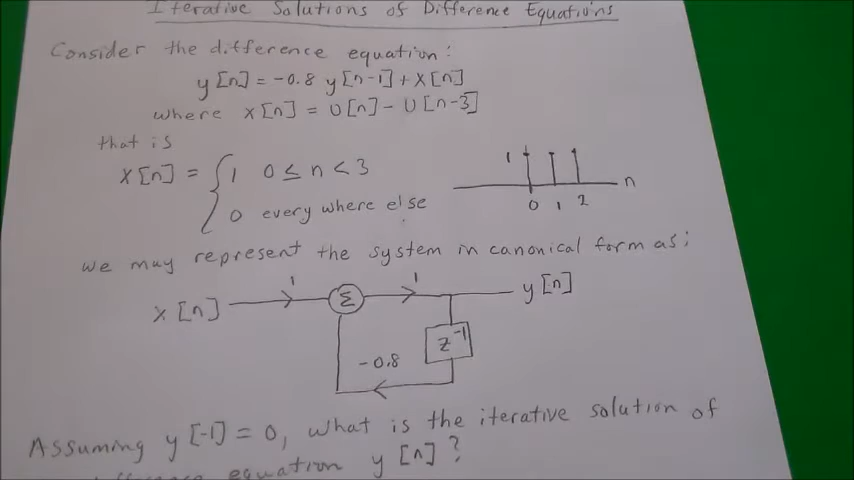 Iterative Solutions of Difference Equations
Consider the difference equation:
y[n] = -0.8 y[n-1] + x[n]
where x[n] = U[n] - U[n-3]
that is
x[n] = { 1 0 ≤ n < 3
0 every where else
1
n
0 1 2
we may represent the system in canonical form as:
1 1
x[n] Σ y[n]
z⁻¹
-0.8
Assuming y[-1] = 0, what is the iterative solution of
difference equation y[n]?